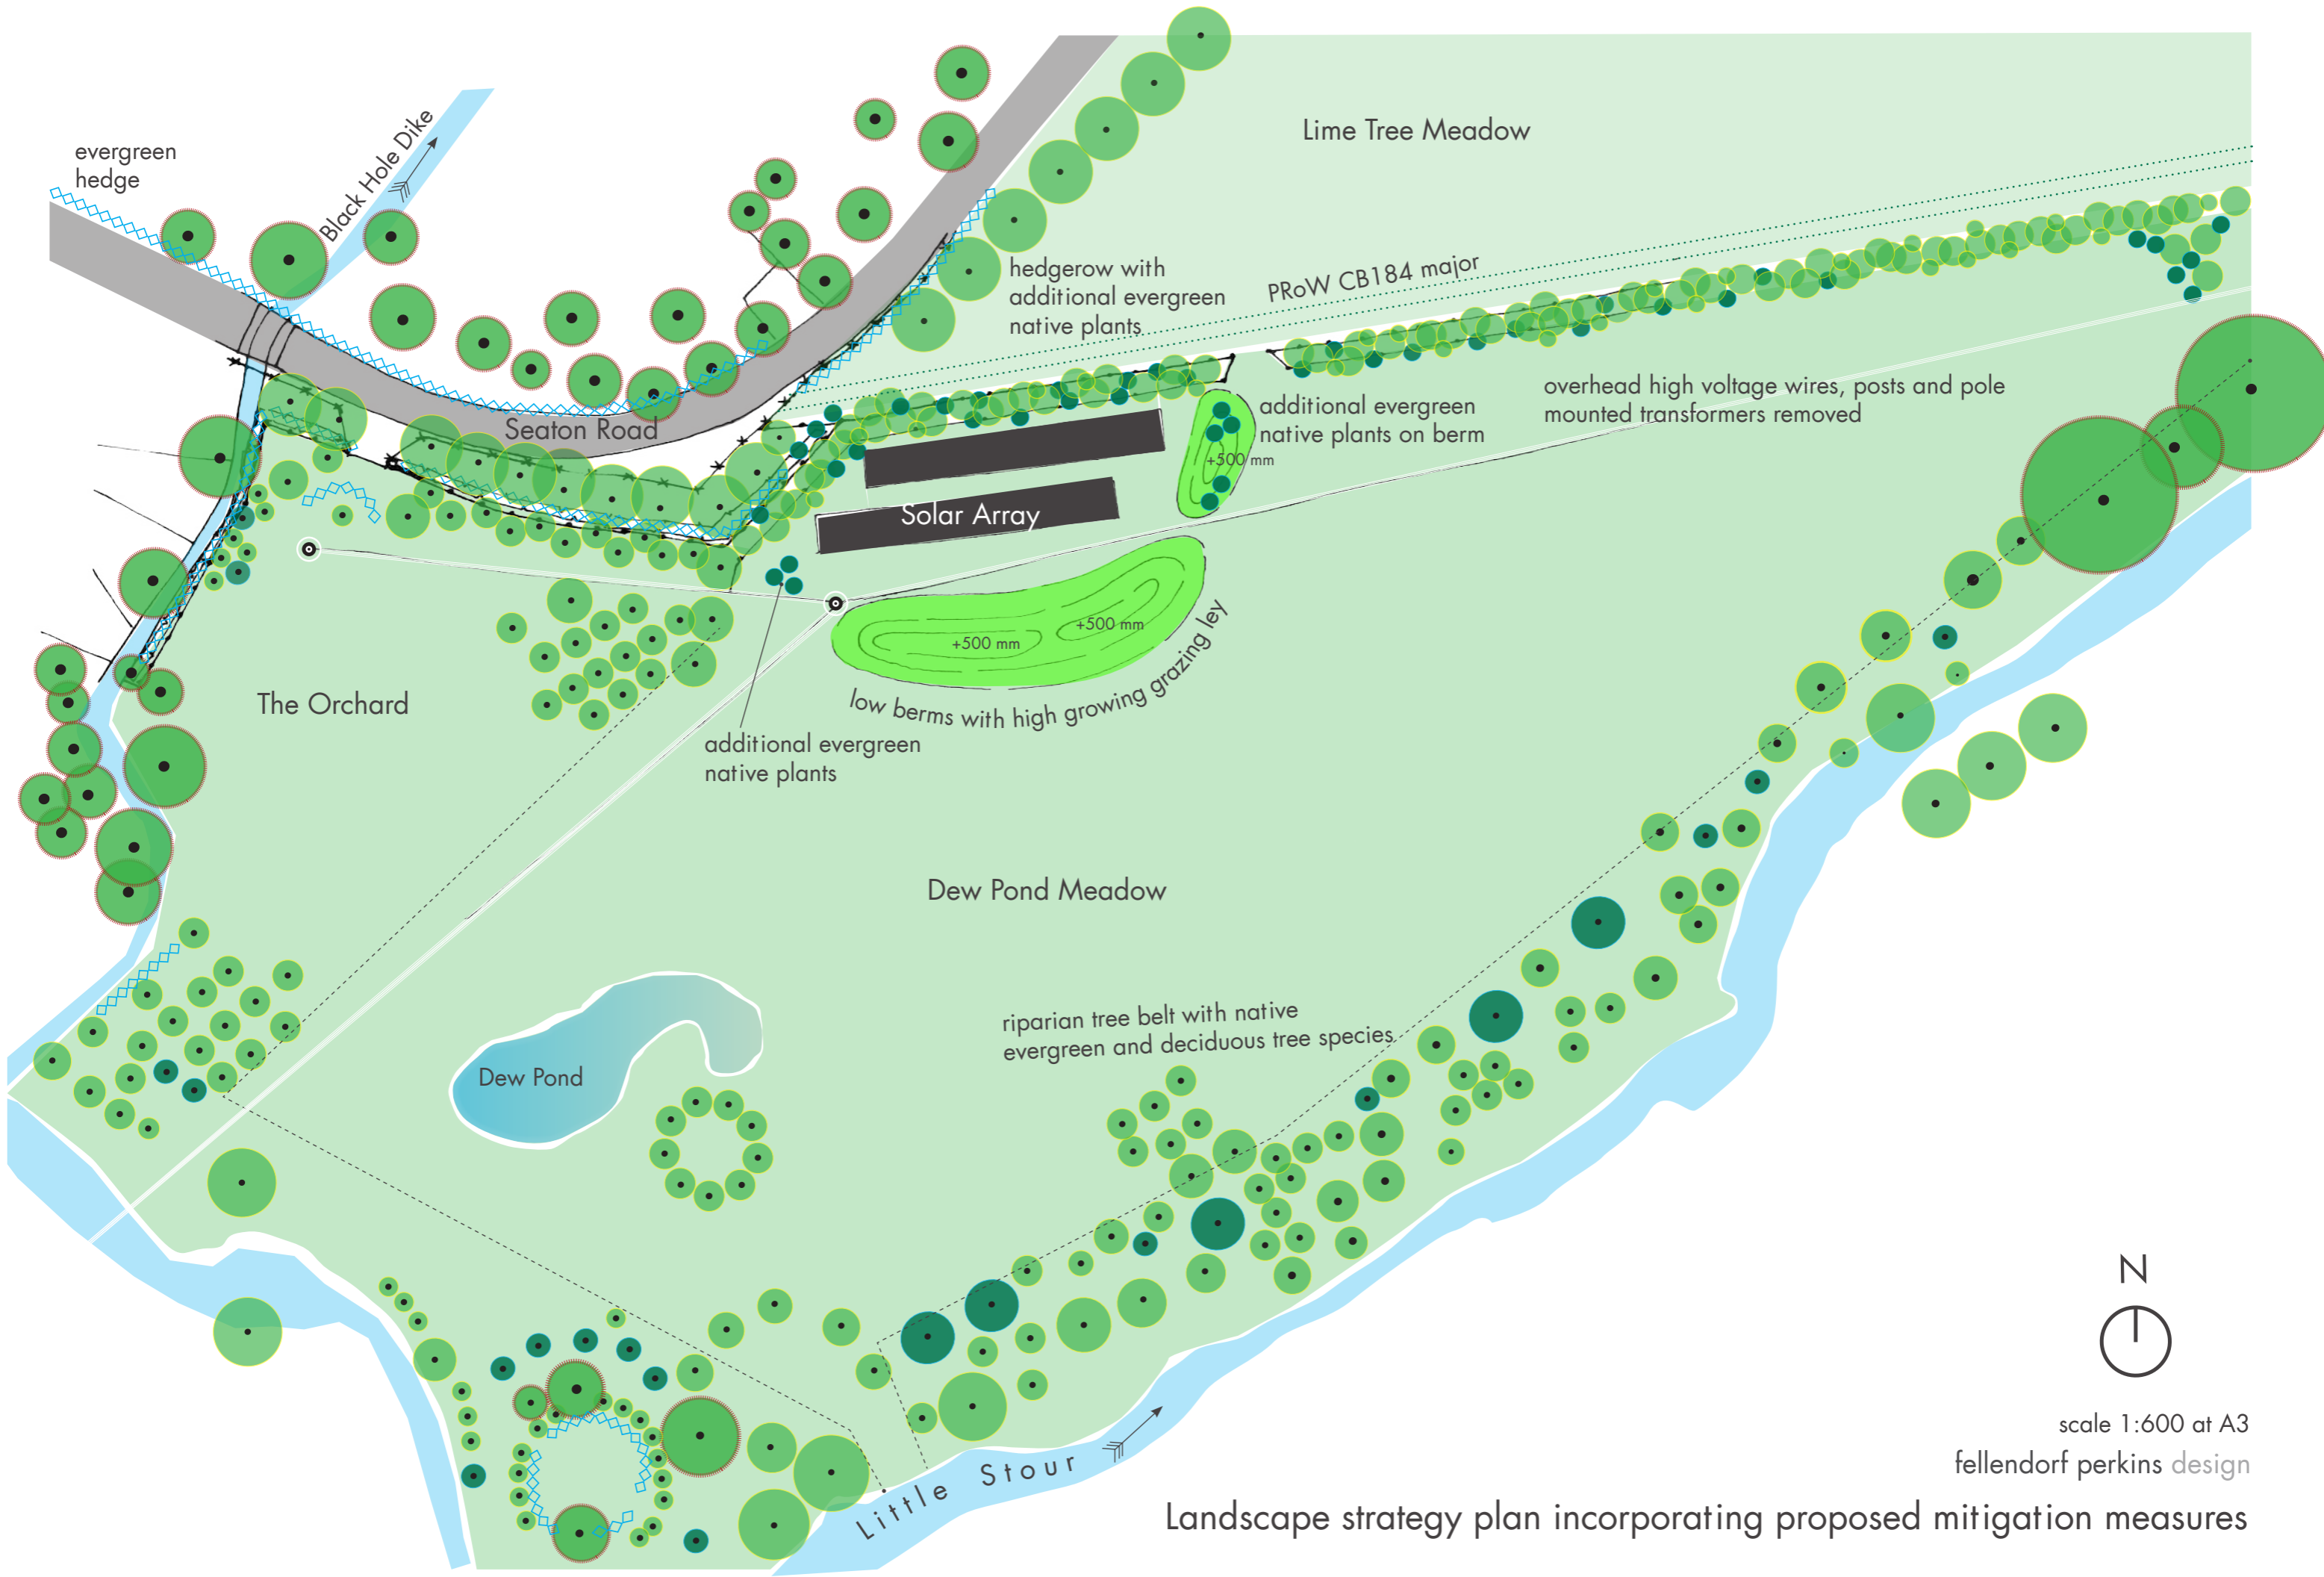 evergreen
hedge
Black Hole Dike
Lime Tree Meadow
hedgerow with
additional evergreen
native plants
PRoW CB184 major
Seaton Road
additional evergreen
native plants on berm
+500 mm
overhead high voltage wires, posts and pole
mounted transformers removed
Solar Array
+500 mm
+500 mm
low berms with high growing grazing ley
The Orchard
additional evergreen
native plants
Dew Pond Meadow
Dew Pond
riparian tree belt with native
evergreen and deciduous tree species
Little Stour
N
scale 1:600 at A3
fellendorf perkins design
Landscape strategy plan incorporating proposed mitigation measures